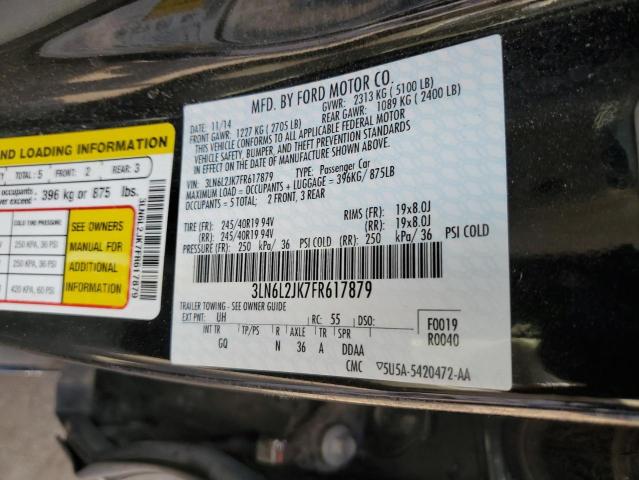 ND LOADING INFORMATION
TY TOTAL: 5 FRONT: 2 REAR: 3
occupants
er exceed: 396 kg or 875 lbs.
COLD TIRE PRESSURE
250 KPA, 36 PSI
250 KPA, 36 PSI
420 KPA, 60 PSI
SEE OWNERS
MANUAL FOR
ADDITIONAL
INFORMATION
3LN6L2JK7FR617879
MFD. BY FORD MOTOR CO.
DATE: 11/14 GVWR: 2313 KG ( 5100 LB)
FRONT GAWR: 1227 KG ( 2705 LB) REAR GAWR: 1089 KG ( 2400 LB)
THIS VEHICLE CONFORMS TO ALL APPLICABLE FEDERAL MOTOR
VEHICLE SAFETY, BUMPER, AND THEFT PREVENTION STANDARDS
IN EFFECT ON THE DATE OF MANUFACTURE SHOWN ABOVE.
VIN: 3LN6L2JK7FR617879 TYPE: Passenger Car
MAXIMUM LOAD = OCCUPANTS + LUGGAGE = 396KG/ 875LB
OCCUPANTS = 5 TOTAL: 2 FRONT, 3 REAR
TIRE (FR): 245/40R19 94V RIMS (FR): 19x8.0J
(RR): 245/40R19 94V (RR): 19x8.0J
PRESSURE (FR): 250 kPa/ 36 PSI COLD (RR): 250 kPa/ 36 PSI COLD
3LN6L2JK7FR617879
TRAILER TOWING - SEE OWNER GUIDE
EXT PNT: UH RC: 55 DSO: F0019
INT TR TP/PS R AXLE TR SPR R0040
GQ N 36 A DDAA
CMC ▽5U5A-5420472-AA